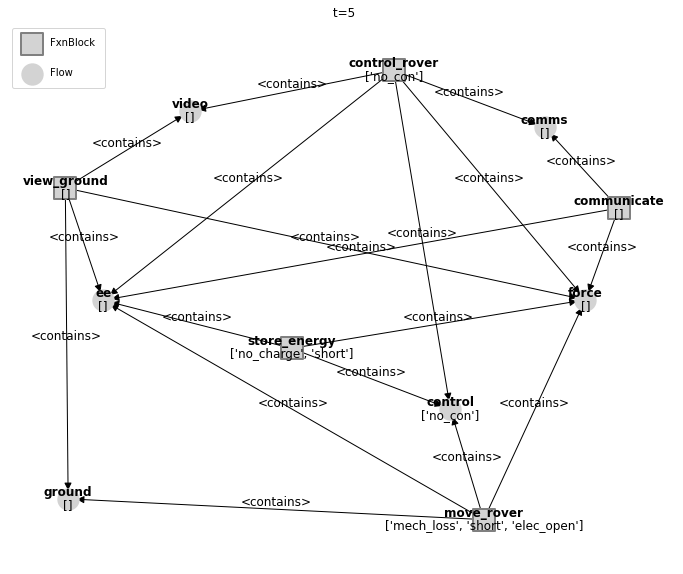 t=5
FxnBlock
Flow
control_rover
['no_con']
<contains>
<contains>
video
[]
comms
[]
<contains>
<contains>
<contains>
<contains>
view_ground
[]
communicate
[]
<contains>
<contains>
<contains>
<contains>
<contains>
ee
[]
force
[]
<contains>
<contains>
<contains>
store_energy
['no_charge', 'short']
<contains>
control
['no_con']
<contains>
<contains>
<contains>
ground
[]
<contains>
move_rover
['mech_loss', 'short', 'elec_open']